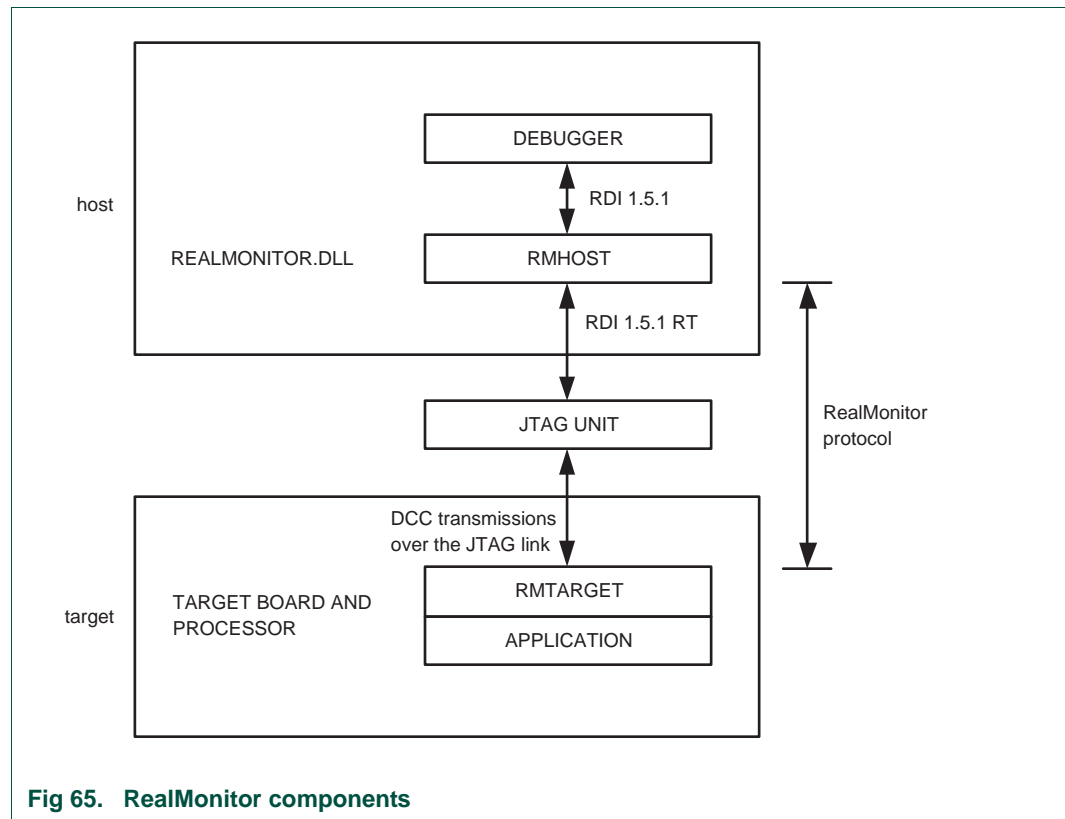 DEBUGGER
RDI 1.5.1
host
REALMONITOR.DLL
RMHOST
RDI 1.5.1 RT
JTAG UNIT
RealMonitor
protocol
DCC transmissions
over the JTAG link
target
TARGET BOARD AND
PROCESSOR
RMTARGET
APPLICATION
Fig 65. RealMonitor components